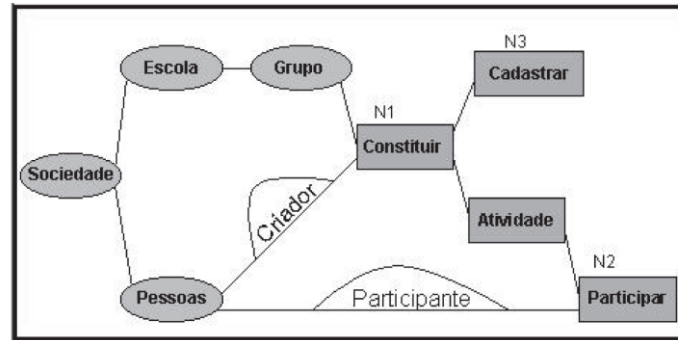 N3
Escola
Grupo
Cadastrar
N1
Constituir
Sociedade
Criador
Atividade
N2
Pessoas
Participante
Participar